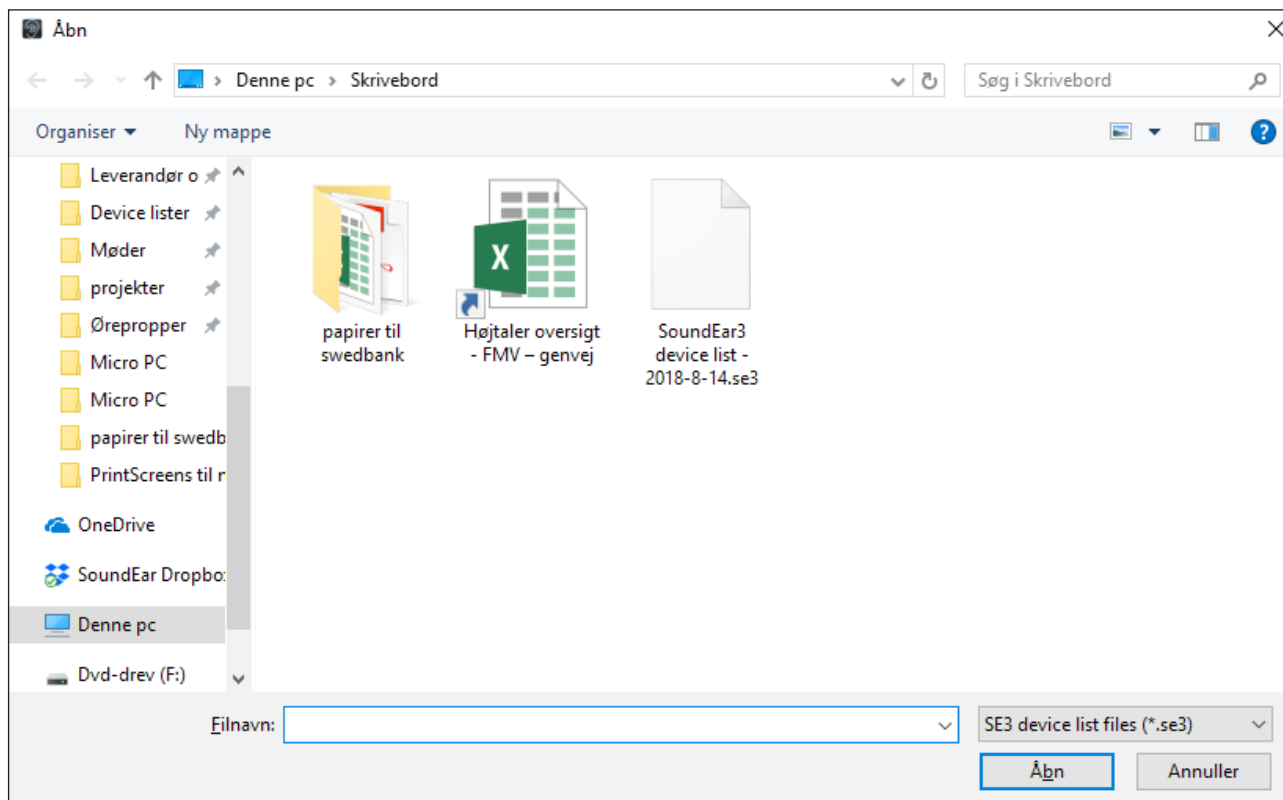 Åbn
Denne pc > Skrivebord
Søg i Skrivebord
Organiser
Ny mappe
Leverandør o
Device lister
Møder
projekter
Ørepropper
Micro PC
Micro PC
papirer til swedb
PrintScreens til r
OneDrive
SoundEar Dropbo
Denne pc
Dvd-drev (F:)
papirer til
swedbank
Højtaler oversigt
- FMV – genvej
SoundEar3
device list -
2018-8-14.se3
Filnavn:
SE3 device list files (*.se3)
Åbn
Annuller